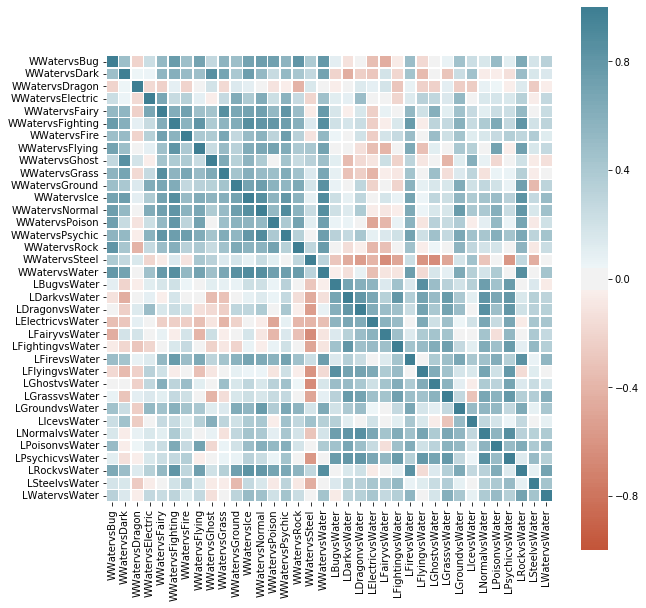 WWatervsBug
WWatervsDark
WWatervsDragon
WWatervsElectric
WWatervsFairy
WWatervsFighting
WWatervsFire
WWatervsFlying
WWatervsGhost
WWatervsGrass
WWatervsGround
WWatervsIce
WWatervsNormal
WWatervsPoison
WWatervsPsychic
WWatervsRock
WWatervsSteel
WWatervsWater
LBugvsWater
LDarkvsWater
LDragonvsWater
LElectricvsWater
LFairyvsWater
LFightingvsWater
LFirevsWater
LFlyingvsWater
LGhostvsWater
LGrassvsWater
LGroundvsWater
LIcevsWater
LNormalvsWater
LPoisonvsWater
LPsychicvsWater
LRockvsWater
LSteelvsWater
LWatervsWater
WWatervsBug
WWatervsDark
WWatervsDragon
WWatervsElectric
WWatervsFairy
WWatervsFighting
WWatervsFire
WWatervsFlying
WWatervsGhost
WWatervsGrass
WWatervsGround
WWatervsIce
WWatervsNormal
WWatervsPoison
WWatervsPsychic
WWatervsRock
WWatervsSteel
WWatervsWater
LBugvsWater
LDarkvsWater
LDragonvsWater
LElectricvsWater
LFairyvsWater
LFightingvsWater
LFirevsWater
LFlyingvsWater
LGhostvsWater
LGrassvsWater
LGroundvsWater
LIcevsWater
LNormalvsWater
LPoisonvsWater
LPsychicvsWater
LRockvsWater
LSteelvsWater
LWatervsWater
0.8
0.4
0.0
−0.4
−0.8